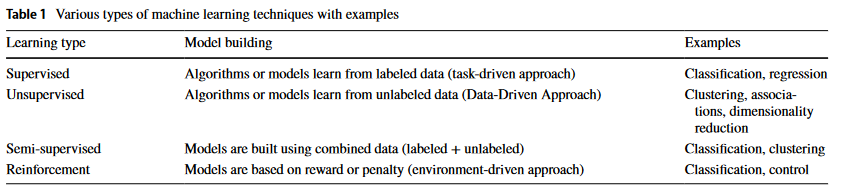 Table 1 Various types of machine learning techniques with examples
Learning type Model building Examples
Supervised Algorithms or models learn from labeled data (task-driven approach) Classification, regression
Unsupervised Algorithms or models learn from unlabeled data (Data-Driven Approach) Clustering, associa-
tions, dimensionality
reduction
Semi-supervised Models are built using combined data (labeled + unlabeled) Classification, clustering
Reinforcement Models are based on reward or penalty (environment-driven approach) Classification, control